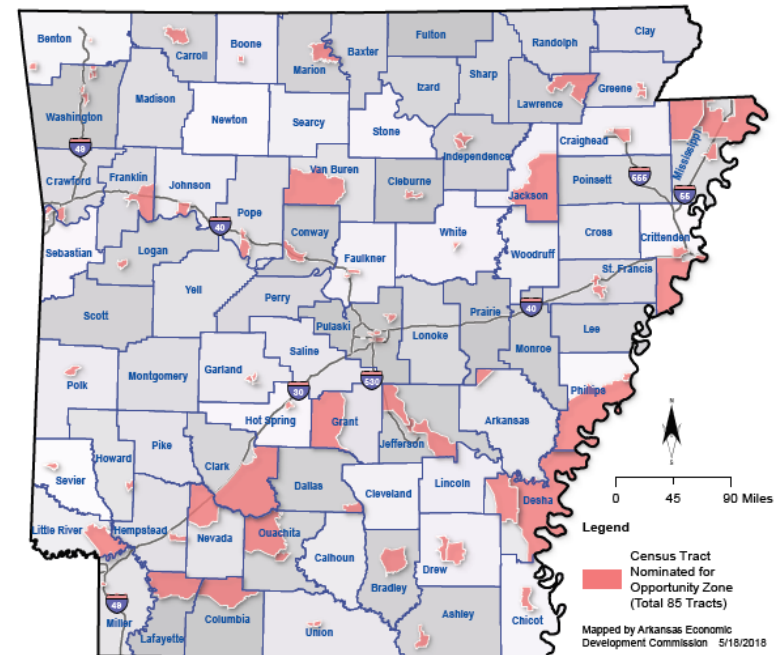 Benton
Carroll
Boone
Marion
Baxter
Fulton
Randolph
Clay
Washington
Madison
Newton
Searcy
Stone
Izard
Sharp
Lawrence
Greene
49
Independence
Craighead
Mississippi
Crawford
Franklin
Johnson
Pope
Van Buren
Cleburne
Jackson
Poinsett
555
55
40
Conway
White
Woodruff
Cross
Crittenden
Sebastian
Logan
Faulkner
St. Francis
Scott
Yell
Perry
Pulaski
Lonoke
Prairie
40
Monroe
Lee
Saline
Polk
Montgomery
Garland
30
530
Hot Spring
Grant
Jefferson
Arkansas
Phillips
Sevier
Howard
Pike
Clark
Dallas
Cleveland
Lincoln
Desha
Little River
Hempstead
Nevada
Ouachita
Calhoun
Bradley
Drew
49
Miller
Lafayette
Columbia
Union
Ashley
Chicot
N
0 45 90 Miles
Legend
Census Tract
Nominated for
Opportunity Zone
(Total 85 Tracts)
Mapped by Arkansas Economic
Development Commission 5/18/2018